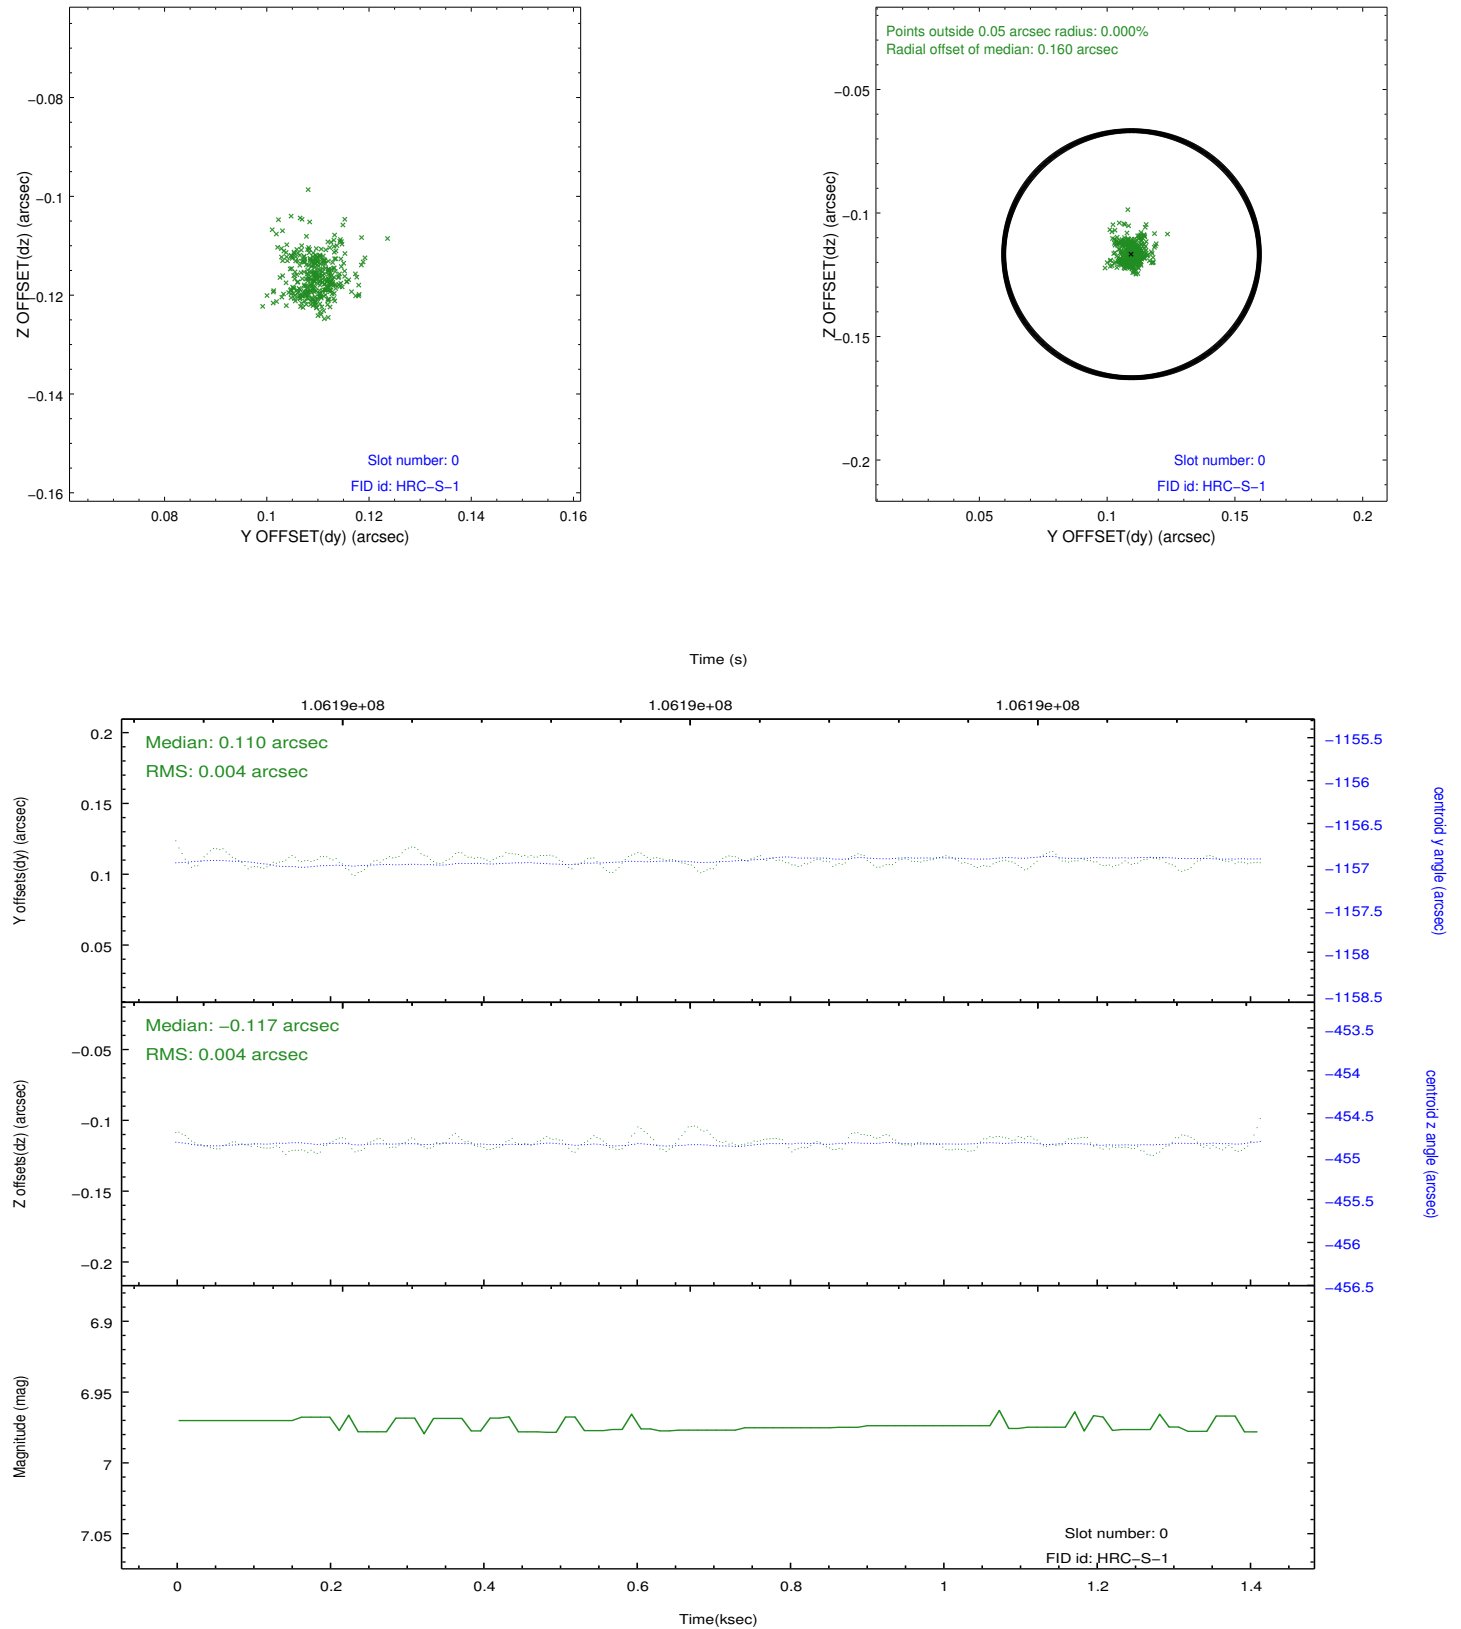 −0.08
−0.1
−0.12
−0.14
−0.16
Z OFFSET(dz) (arcsec)
Slot number: 0
FID id: HRC−S−1
0.08 0.1 0.12 0.14 0.16
Y OFFSET(dy) (arcsec)
Points outside 0.05 arcsec radius: 0.000%
Radial offset of median: 0.160 arcsec
−0.05
−0.1
−0.15
−0.2
Z OFFSET(dz) (arcsec)
Slot number: 0
FID id: HRC−S−1
0.05 0.1 0.15 0.2
Y OFFSET(dy) (arcsec)
Time (s)
1.0619e+08 1.0619e+08 1.0619e+08
Median: 0.110 arcsec
RMS: 0.004 arcsec
0.2
0.15
0.1
0.05
Y offsets(dy) (arcsec)
−1155.5
−1156
−1156.5
−1157
−1157.5
−1158
−1158.5
centroid y angle (arcsec)
Median: −0.117 arcsec
RMS: 0.004 arcsec
−0.05
−0.1
−0.15
−0.2
Z offsets(dz) (arcsec)
−453.5
−454
−454.5
−455
−455.5
−456
−456.5
centroid z angle (arcsec)
6.9
6.95
7
7.05
Magnitude (mag)
Slot number: 0
FID id: HRC−S−1
0 0.2 0.4 0.6 0.8 1 1.2 1.4
Time(ksec)